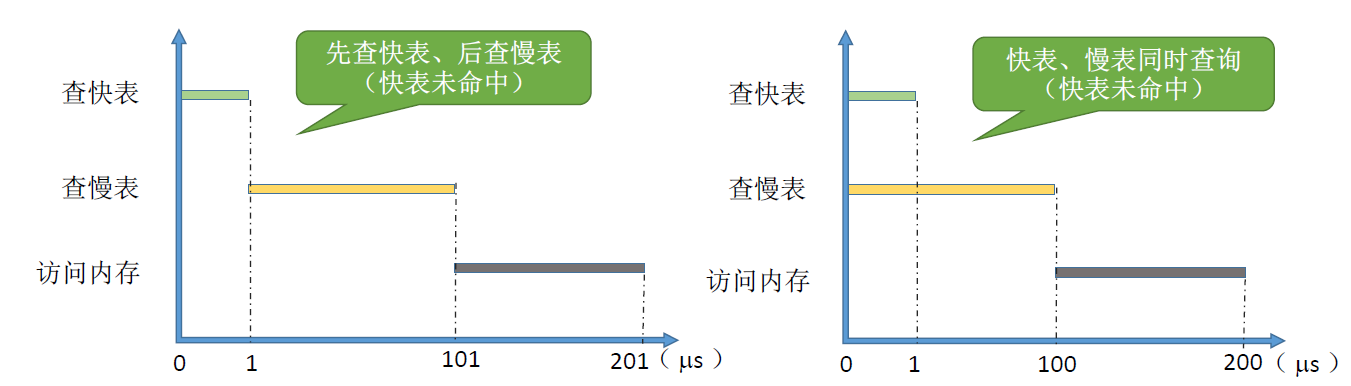 先查快表、后查慢表
（快表未命中）
查快表
查慢表
访问内存
0 1 101 201（μs）
快表、慢表同时查询
（快表未命中）
查快表
查慢表
访问内存
0 1 100 200（μs）